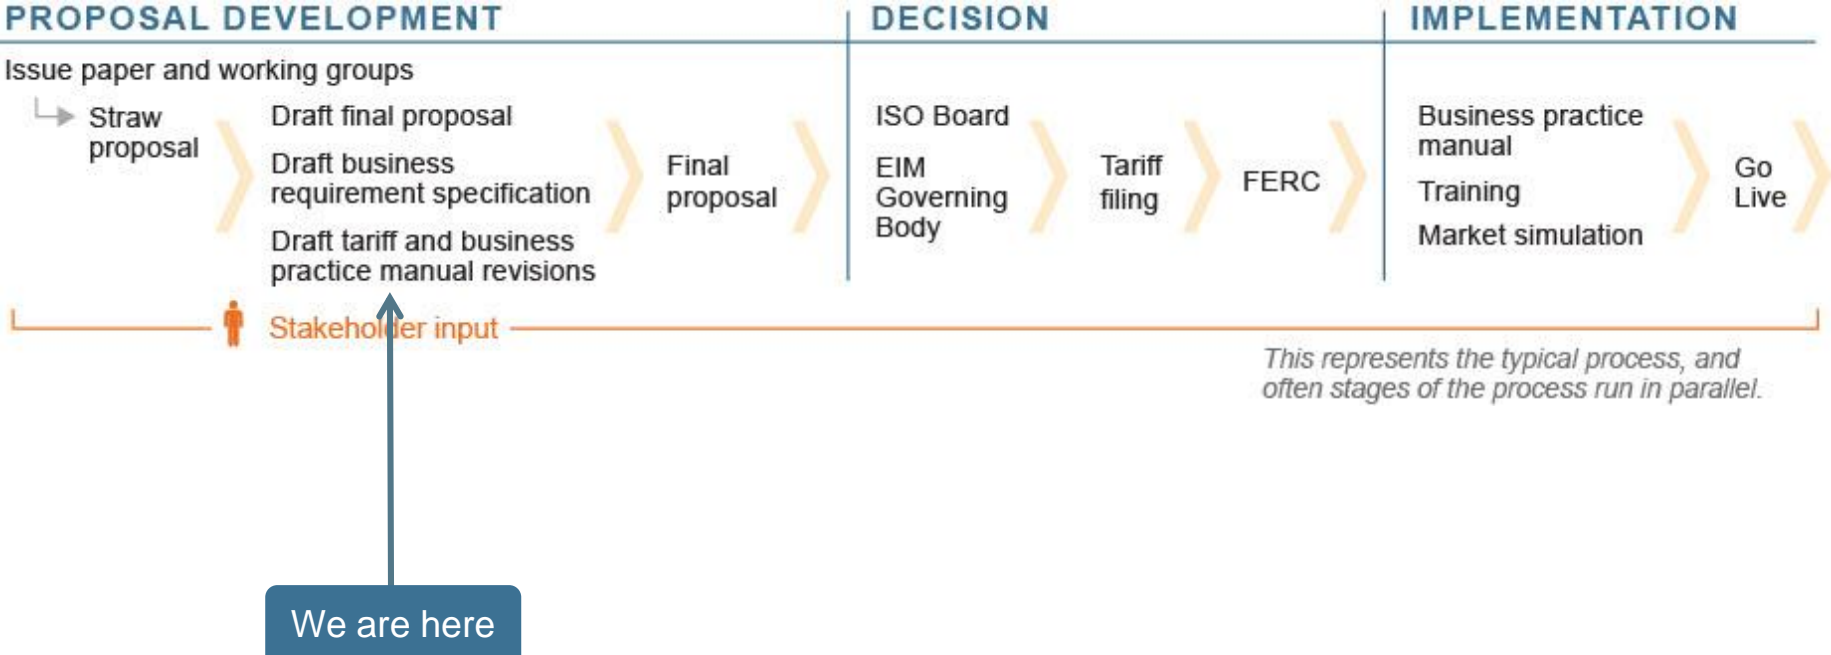 PROPOSAL DEVELOPMENT
DECISION
IMPLEMENTATION
Issue paper and working groups
Straw
proposal
Draft final proposal
Draft business
requirement specification
Draft tariff and business
practice manual revisions
Final
proposal
ISO Board
EIM
Governing
Body
Tariff
filing
FERC
Business practice
manual
Training
Market simulation
Go
Live
Stakeholder input
This represents the typical process, and
often stages of the process run in parallel.
We are here